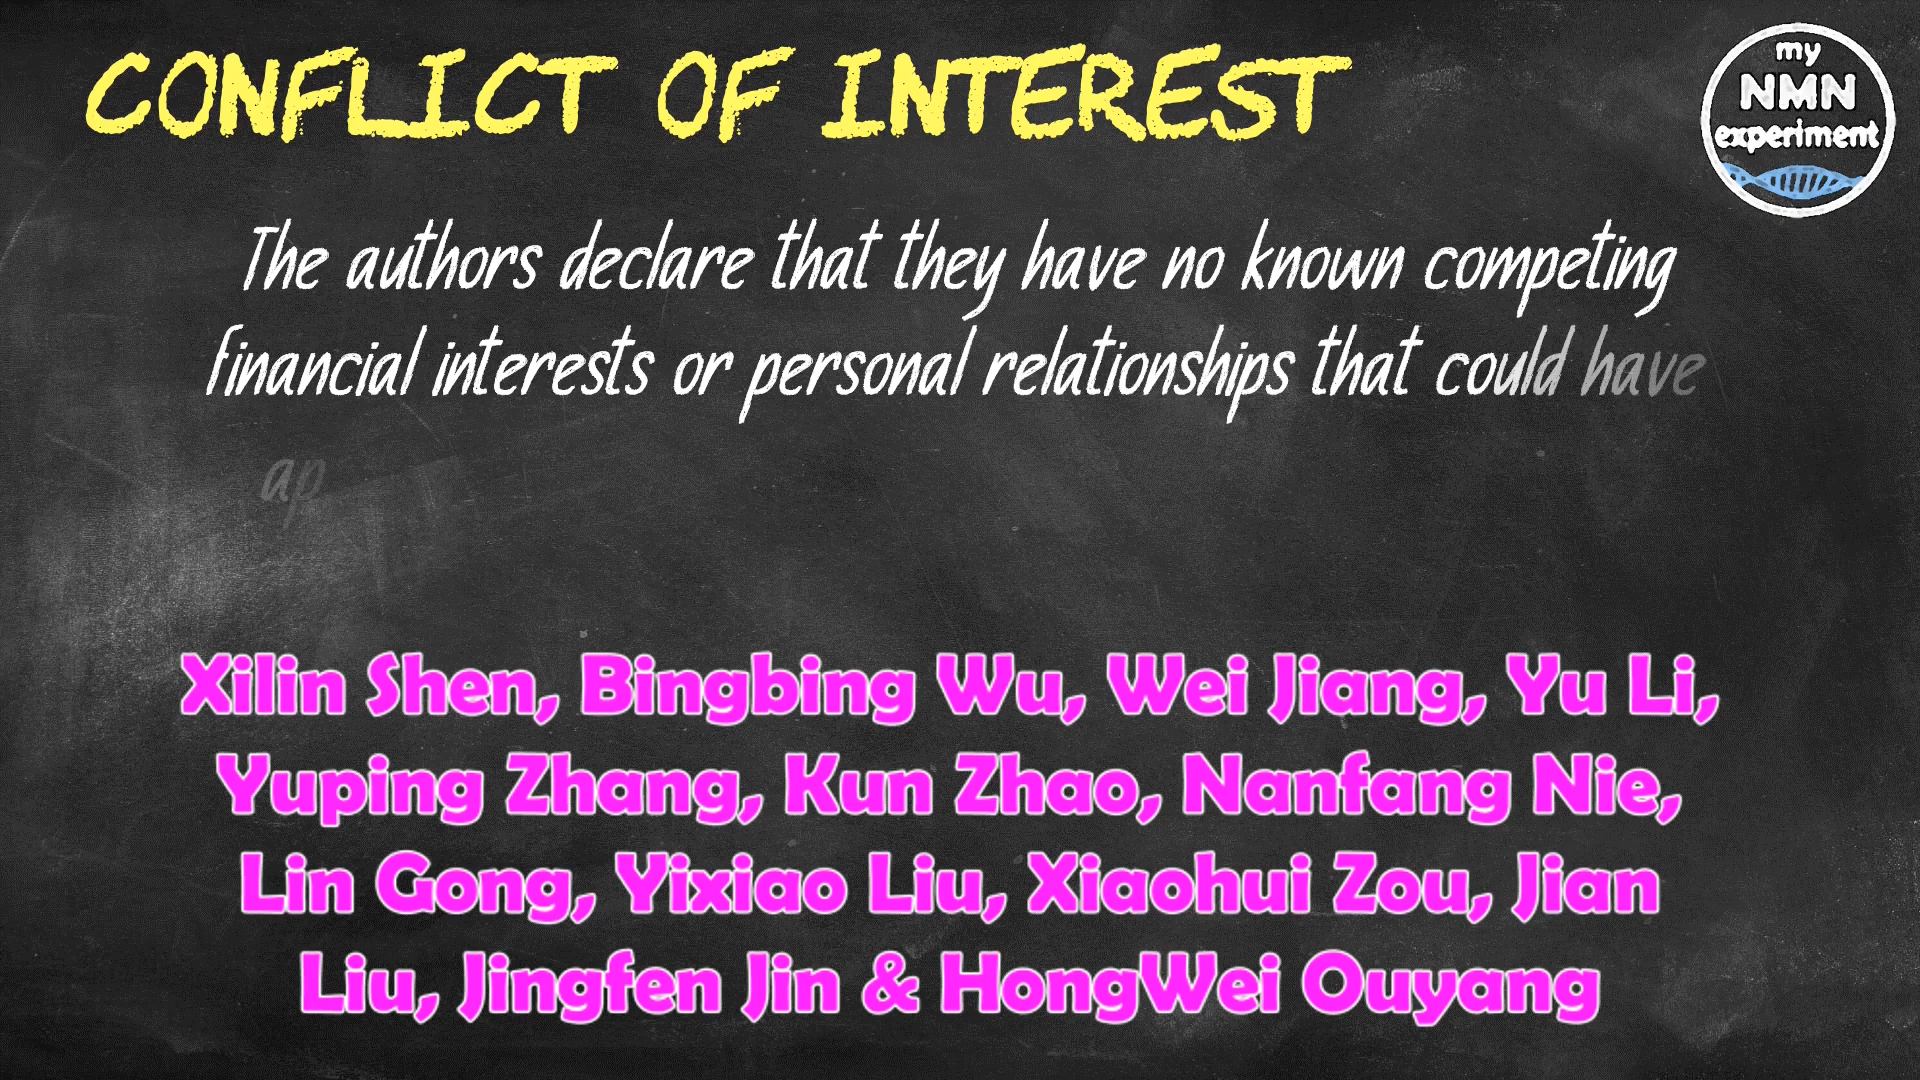 CONFLICT OF INTEREST
my
NMN
experiment
The authors declare that they have no known competing
financial interests or personal relationships that could have
ap
Xilin Shen, Bingbing Wu, Wei Jiang, Yu Li,
Yuping Zhang, Kun Zhao, Nanfang Nie,
Lin Gong, Yixiao Liu, Xiaohui Zou, Jian
Liu, Jingfen Jin & HongWei Ouyang